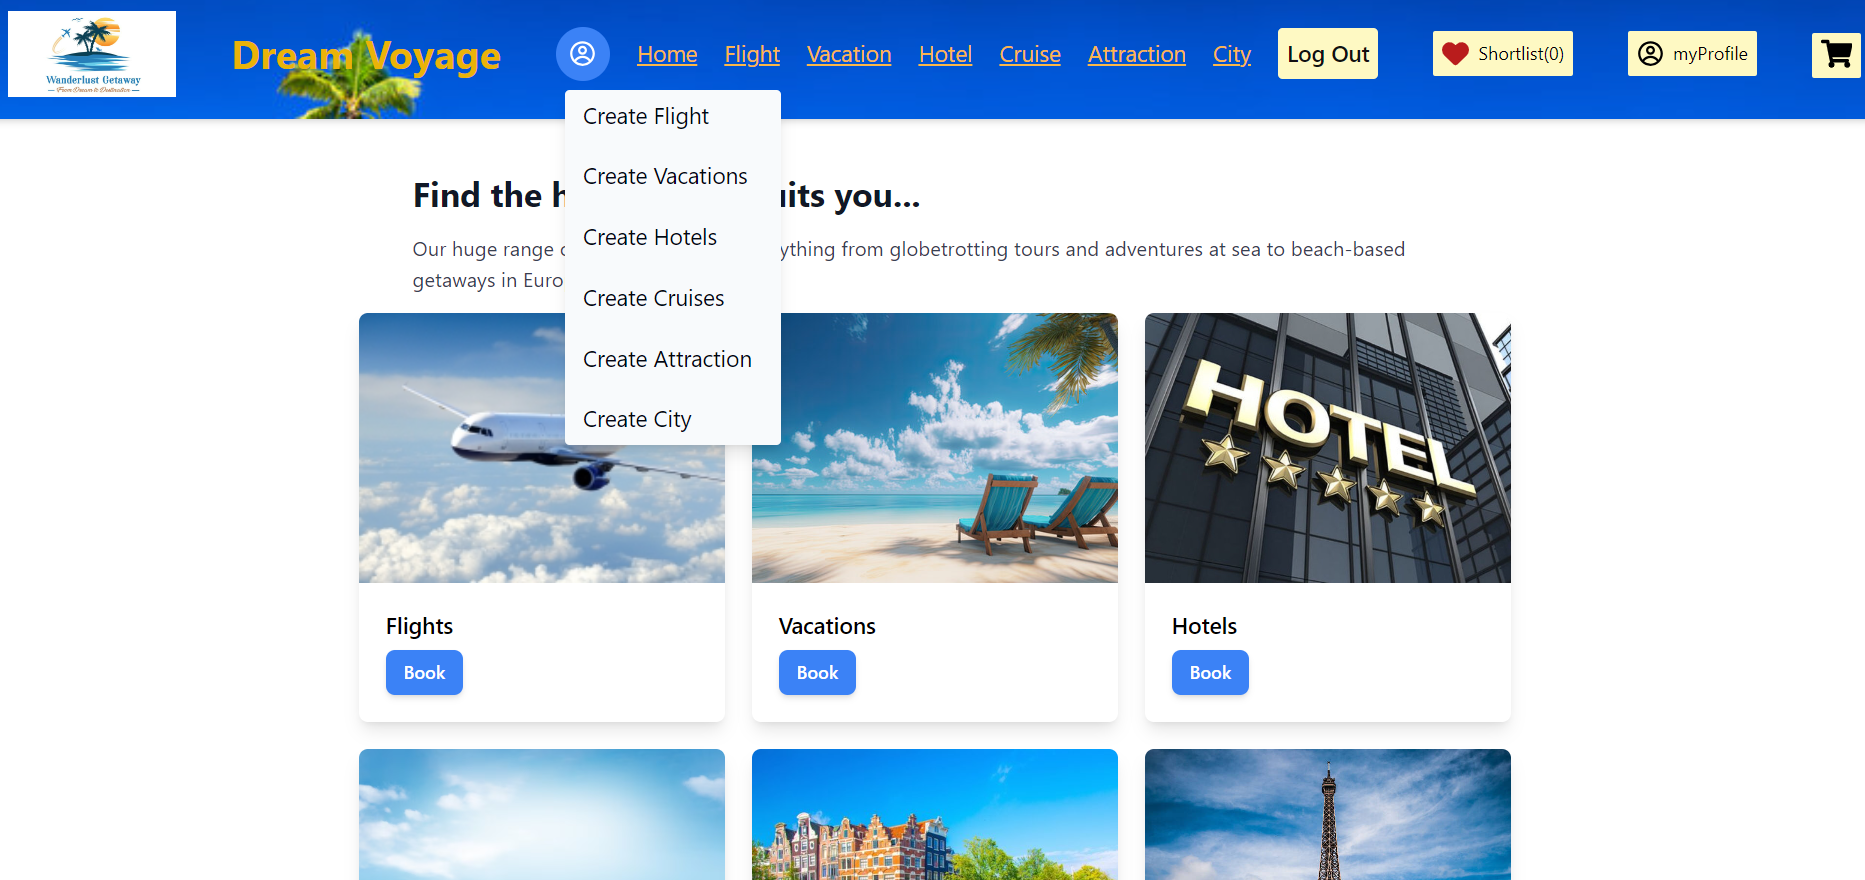 Wanderlust Getaway
From Dream to Destination
Dream Voyage
Home Flight Vacation Hotel Cruise Attraction City Log Out Shortlist(0) myProfile
Create Flight
Create Vacations
Create Hotels
Create Cruises
Create Attraction
Create City
Find the h uits you...
Our huge range ything from globetrotting tours and adventures at sea to beach-based
getaways in Euro
HOTEL
Flights
Book
Vacations
Book
Hotels
Book